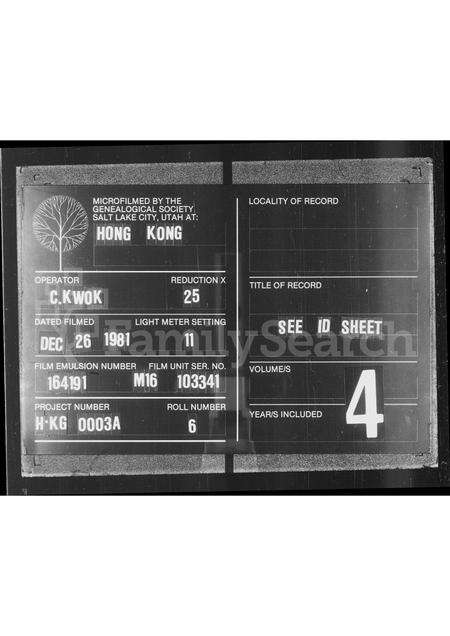 MICROFILMED BY THE
GENEALOGICAL SOCIETY
SALT LAKE CITY, UTAH AT:
HONG KONG
OPERATOR REDUCTION X
C.KWOK 25
DATED FILMED LIGHT METER SETTING
DEC 26 1981 11
FILM EMULSION NUMBER FILM UNIT SER. NO.
164191 M16 103341
PROJECT NUMBER ROLL NUMBER
H·KG 0003A 6
LOCALITY OF RECORD
TITLE OF RECORD
SEE ID SHEET
VOLUME/S
4
YEAR/S INCLUDED
FamilySearch